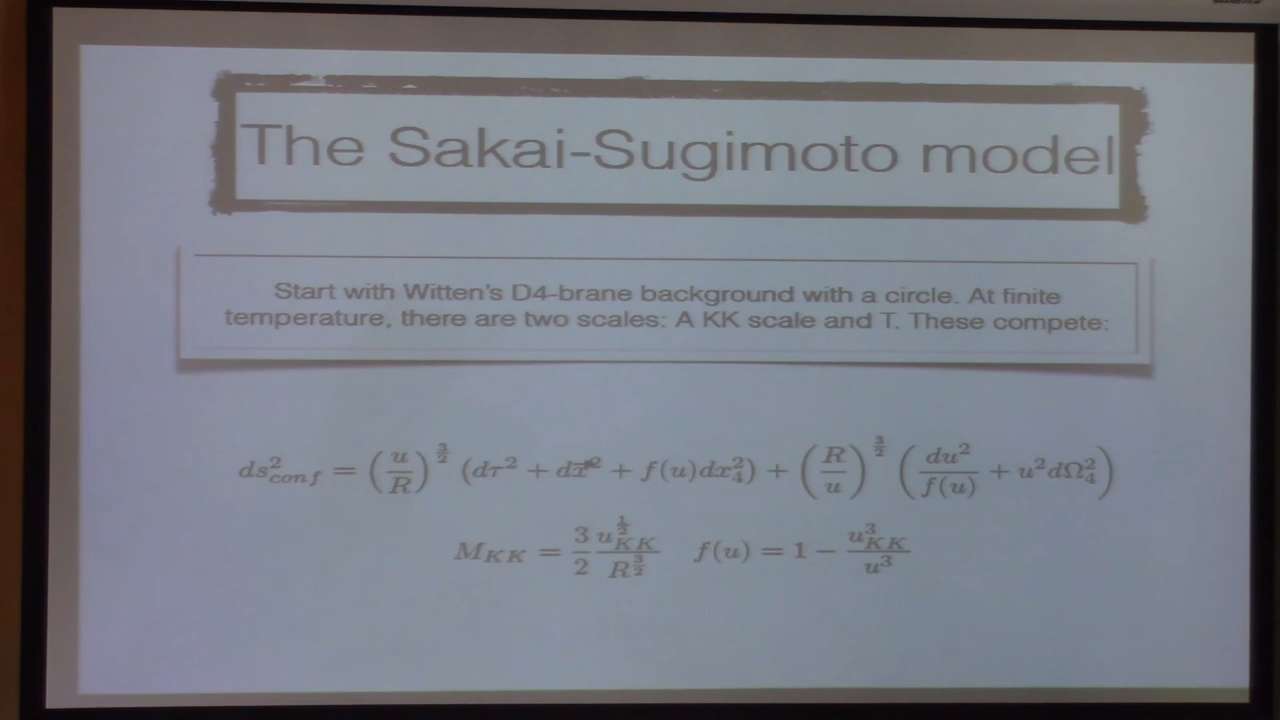 The Sakai-Sugimoto model
Start with Witten's D4-brane background with a circle. At finite
temperature, there are two scales: A KK scale and T. These compete:
ds²_conf = (u/R)^(3/2) (dτ² + dx⃗² + f(u)dx₄²) + (R/u)^(3/2) (du²/f(u) + u²dΩ₄²)
M_KK = 3/2 u_KK^(1/2)/R^(3/2) f(u) = 1 − u_KK³/u³